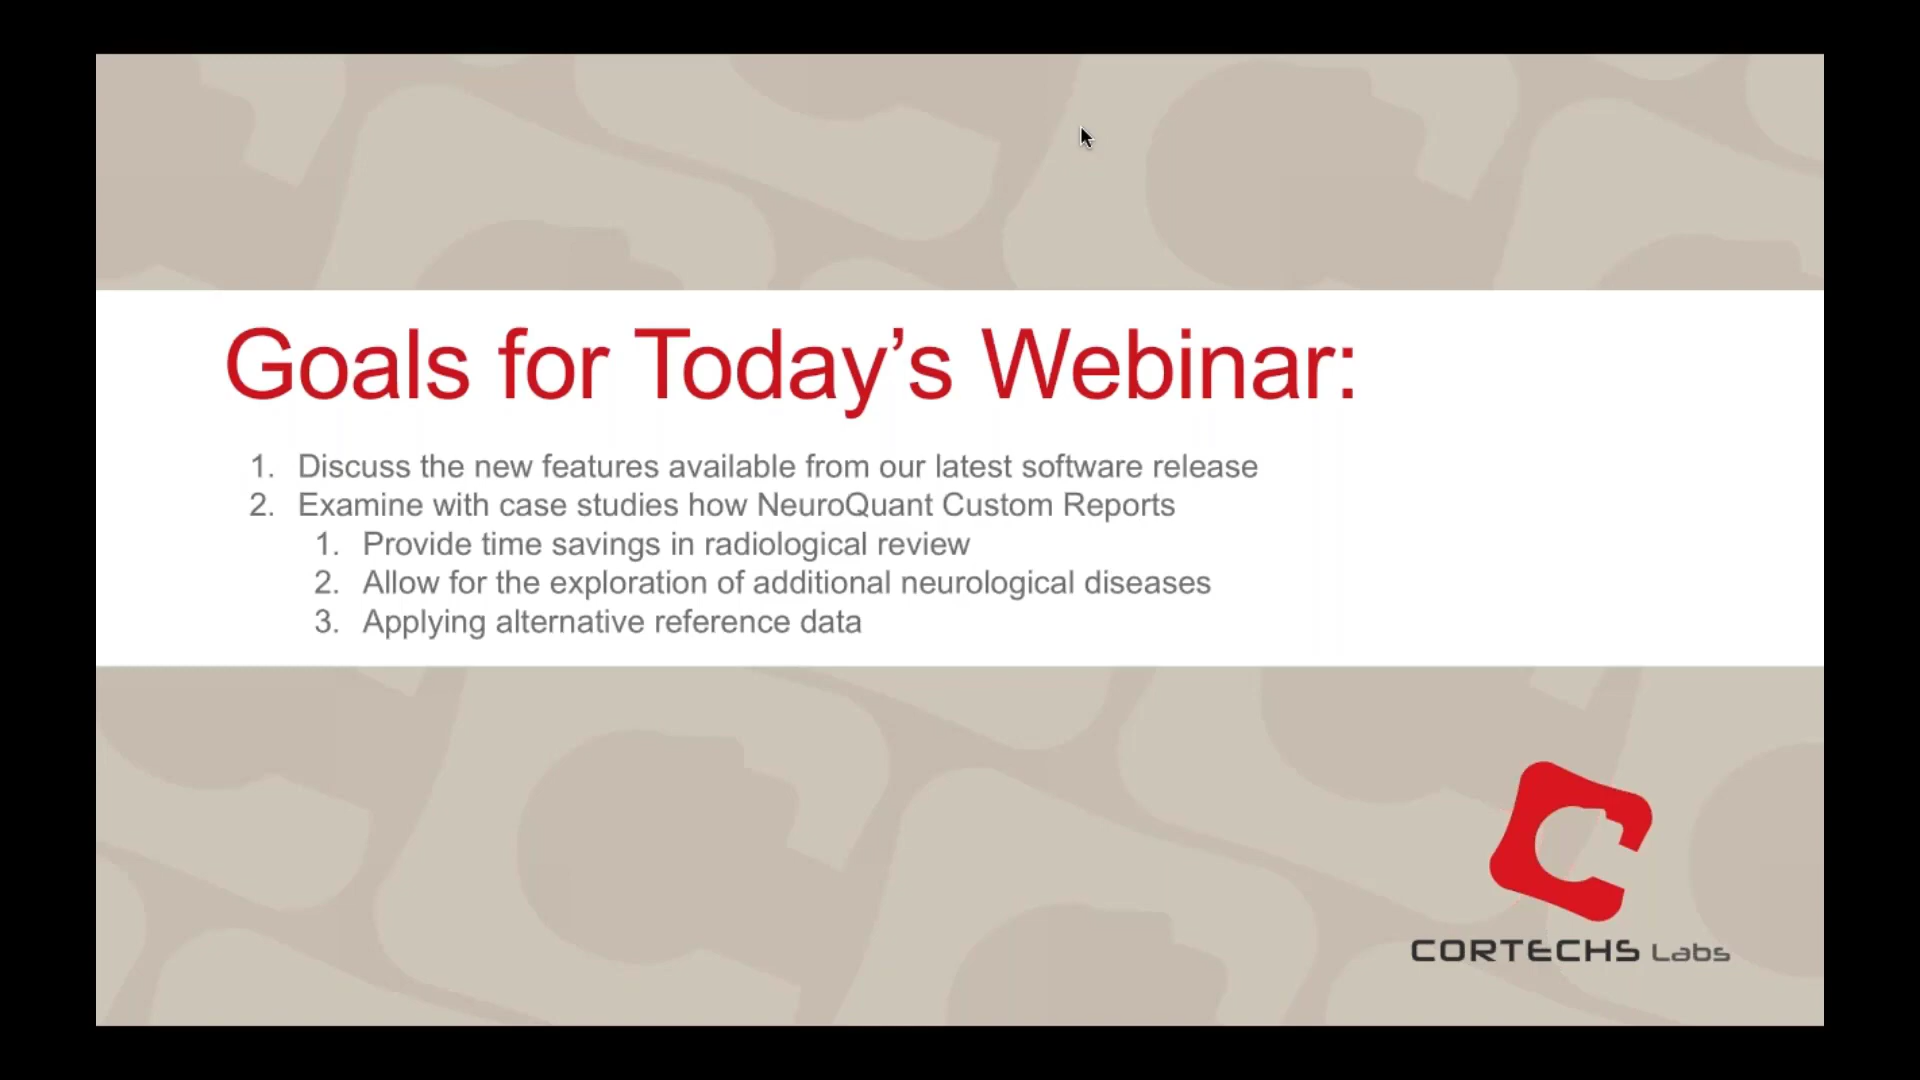 Goals for Today’s Webinar:
1. Discuss the new features available from our latest software release
2. Examine with case studies how NeuroQuant Custom Reports
1. Provide time savings in radiological review
2. Allow for the exploration of additional neurological diseases
3. Applying alternative reference data
CORTECHS Labs